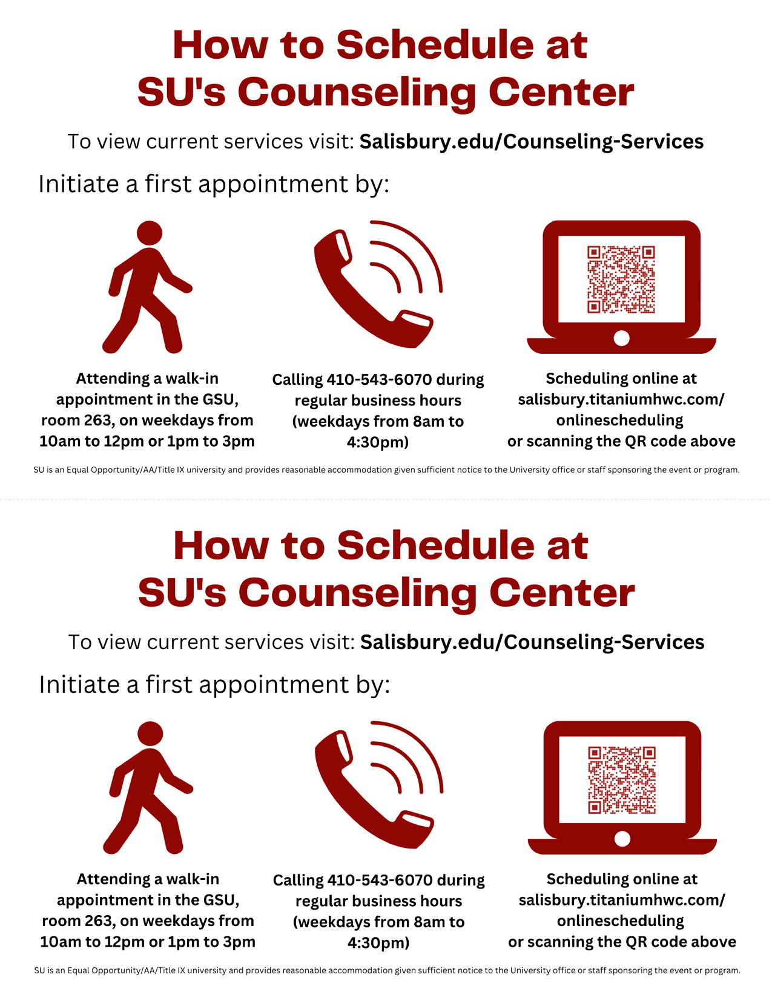 How to Schedule at
SU's Counseling Center
To view current services visit: Salisbury.edu/Counseling-Services
Initiate a first appointment by:
Attending a walk-in
appointment in the GSU,
room 263, on weekdays from
10am to 12pm or 1pm to 3pm
Calling 410-543-6070 during
regular business hours
(weekdays from 8am to
4:30pm)
Scheduling online at
salisbury.titaniumhwc.com/
onlinescheduling
or scanning the QR code above
SU is an Equal Opportunity/AA/Title IX university and provides reasonable accommodation given sufficient notice to the University office or staff sponsoring the event or program.
How to Schedule at
SU's Counseling Center
To view current services visit: Salisbury.edu/Counseling-Services
Initiate a first appointment by:
Attending a walk-in
appointment in the GSU,
room 263, on weekdays from
10am to 12pm or 1pm to 3pm
Calling 410-543-6070 during
regular business hours
(weekdays from 8am to
4:30pm)
Scheduling online at
salisbury.titaniumhwc.com/
onlinescheduling
or scanning the QR code above
SU is an Equal Opportunity/AA/Title IX university and provides reasonable accommodation given sufficient notice to the University office or staff sponsoring the event or program.